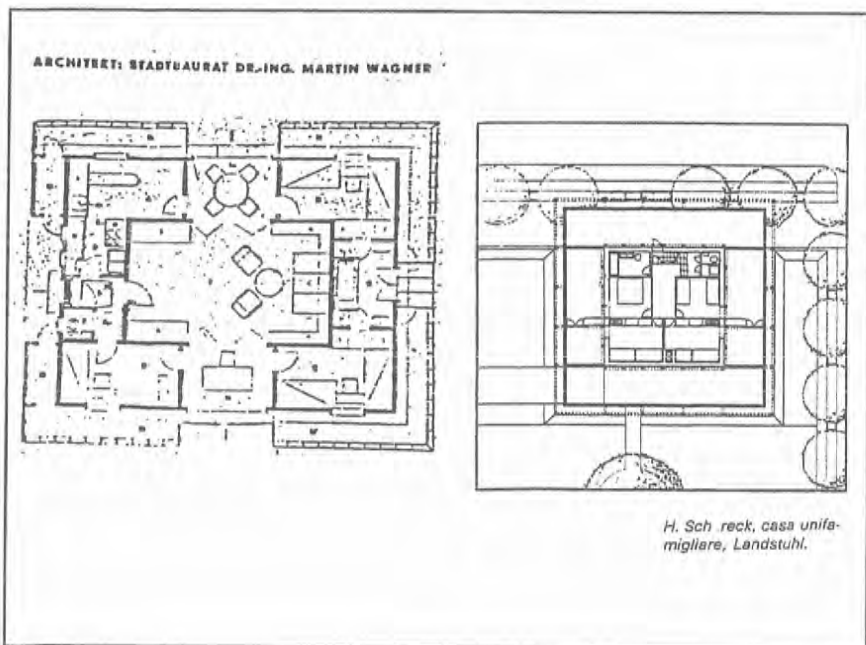 ARCHITEKT: STADTBAURAT DR.-ING. MARTIN WAGNER
H. Sch reck, casa unifa-
migliare, Landstuhl.